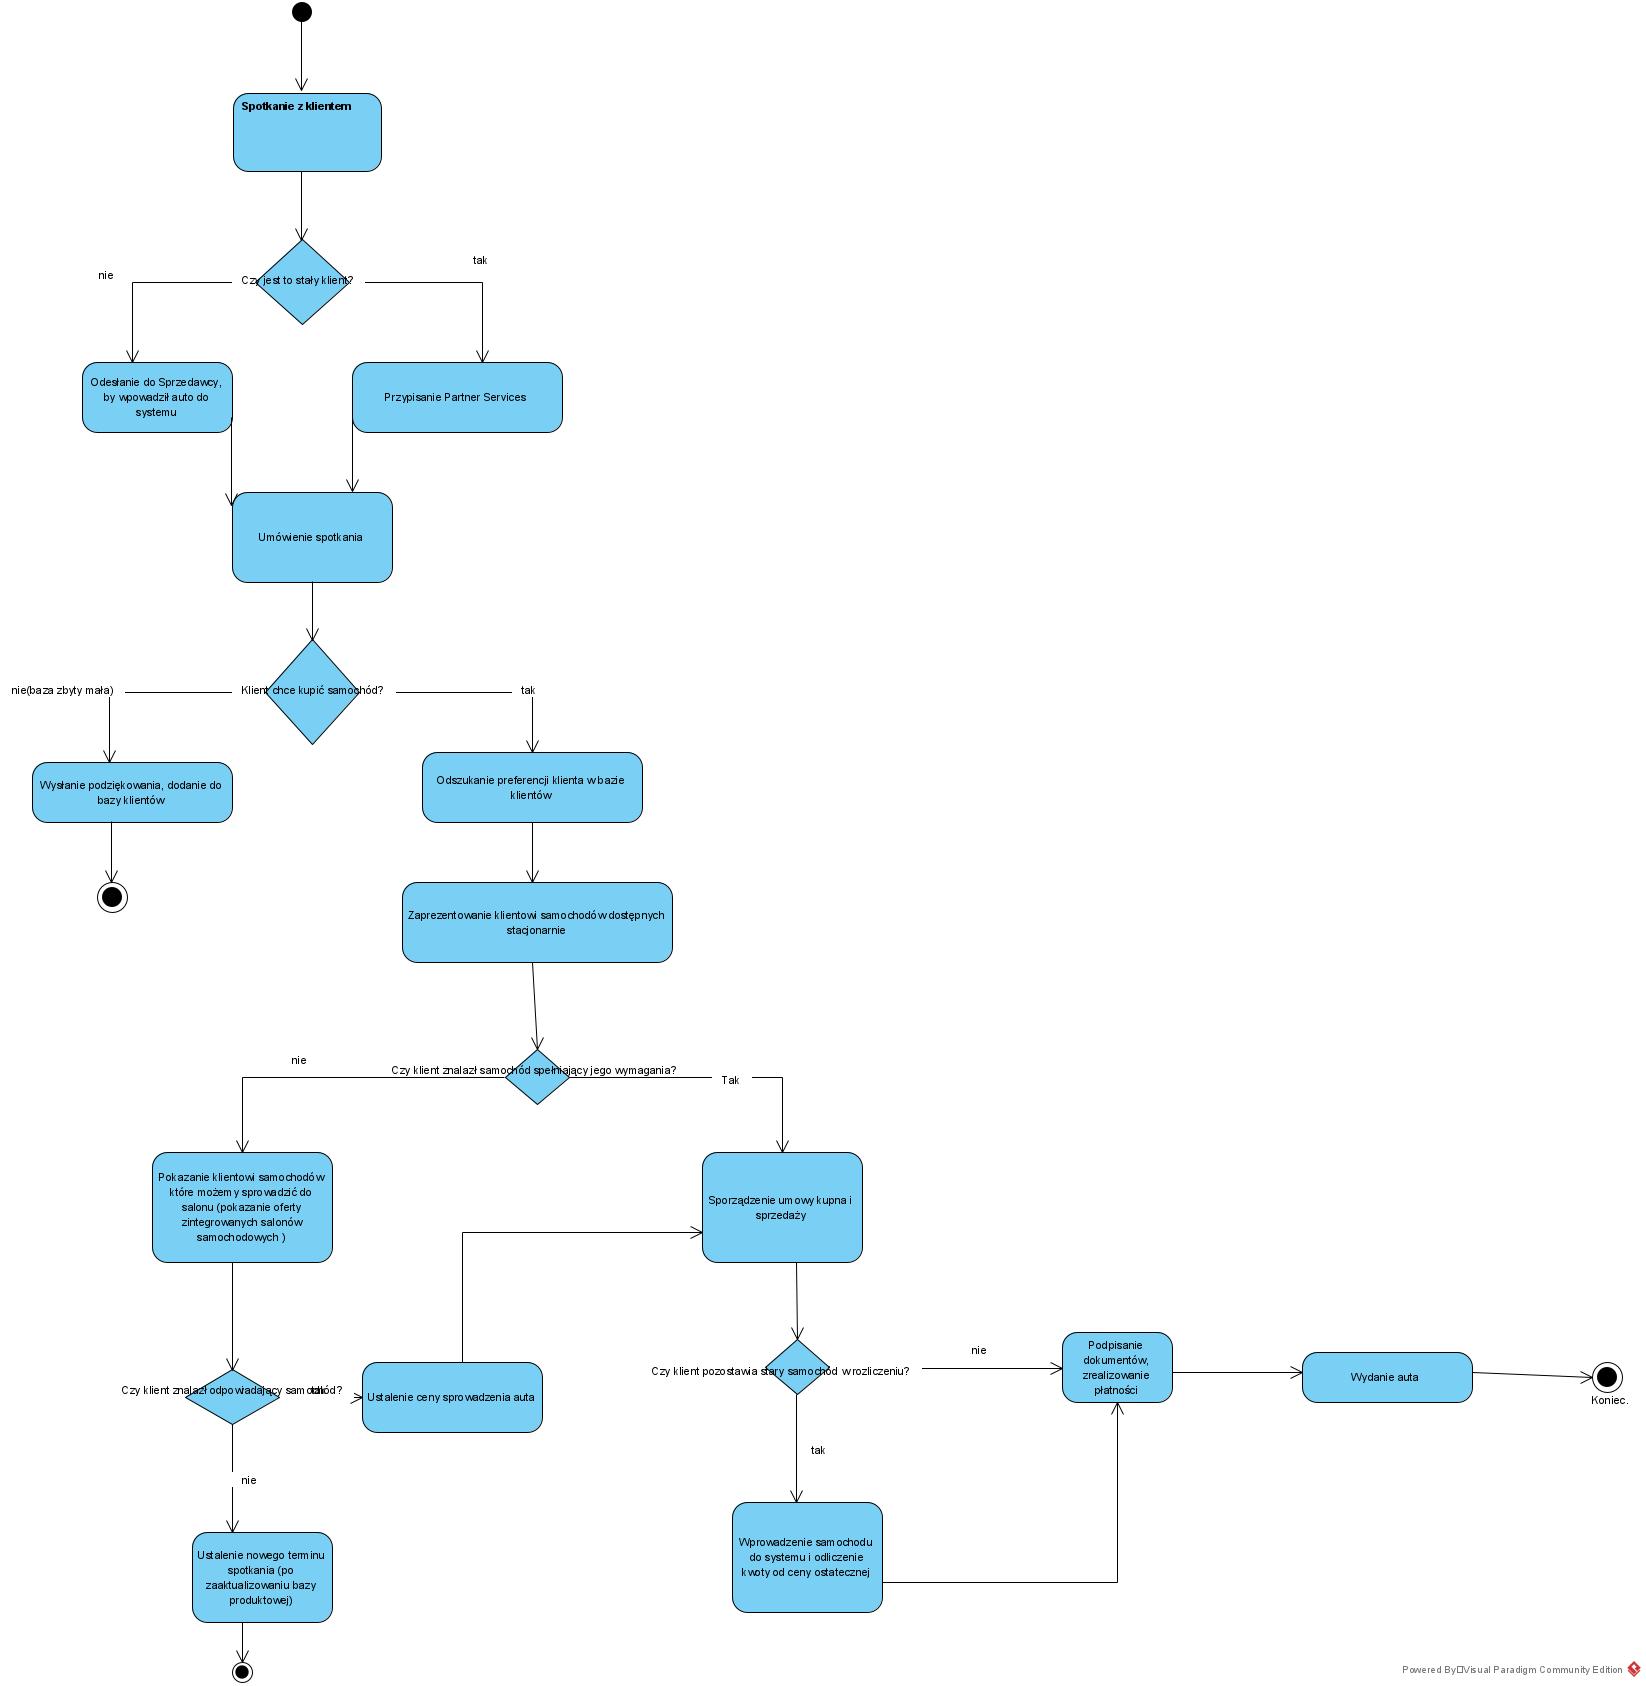 Spotkanie z klientem
Czy jest to stały klient?
nie
tak
Odesłanie do Sprzedawcy,
by wpowadził auto do
systemu
Przypisanie Partner Services
Umówienie spotkania
nie(baza zbyty mała)
Klient chce kupić samochód?
tak
Wysłanie podziękowania, dodanie do
bazy klientów
Odszukanie preferencji klienta w bazie
klientów
Zaprezentowanie klientowi samochodów dostępnych
stacjonarnie
nie
Czy klient znalazł samochód spełniający jego wymagania?
Tak
Pokazanie klientowi samochodów
które możemy sprowadzić do
salonu (pokazanie oferty
zintegrowanych salonów
samochodowych )
Sporządzenie umowy kupna i
sprzedaży
Czy klient znalazł odpowiadający samochód?
tak
Ustalenie ceny sprowadzenia auta
Czy klient pozostawia stary samochód w rozliczeniu?
nie
Podpisanie
dokumentów,
zrealizowanie
płatności
Wydanie auta
Koniec.
tak
nie
Wprowadzenie samochodu
do systemu i odliczenie
kwoty od ceny ostatecznej
Ustalenie nowego terminu
spotkania (po
zaaktualizowaniu bazy
produktowej)
Powered By Visual Paradigm Community Edition